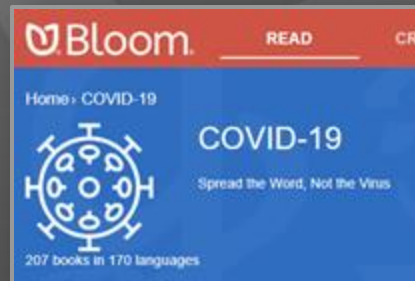 Bloom. READ CR
Home › COVID-19
COVID-19
Spread the Word, Not the Virus
207 books in 170 languages